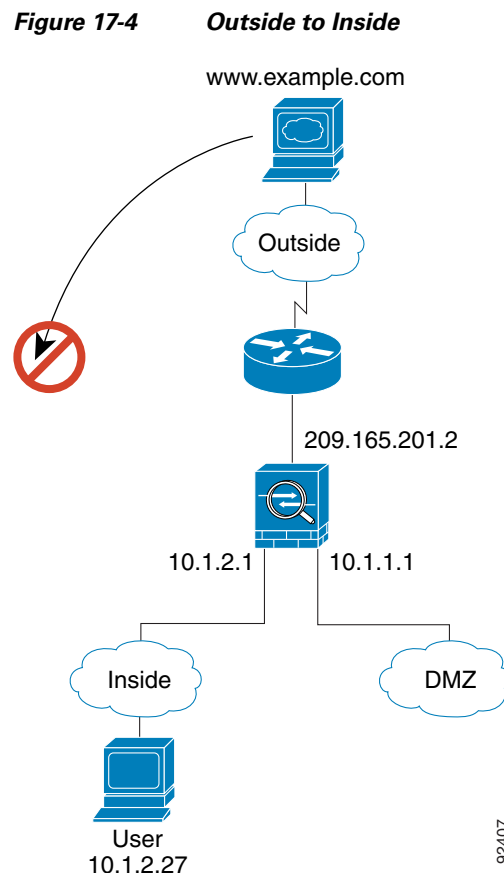 Figure 17-4 Outside to Inside
www.example.com
Outside
209.165.201.2
10.1.2.1 10.1.1.1
Inside DMZ
User
10.1.2.27
92407